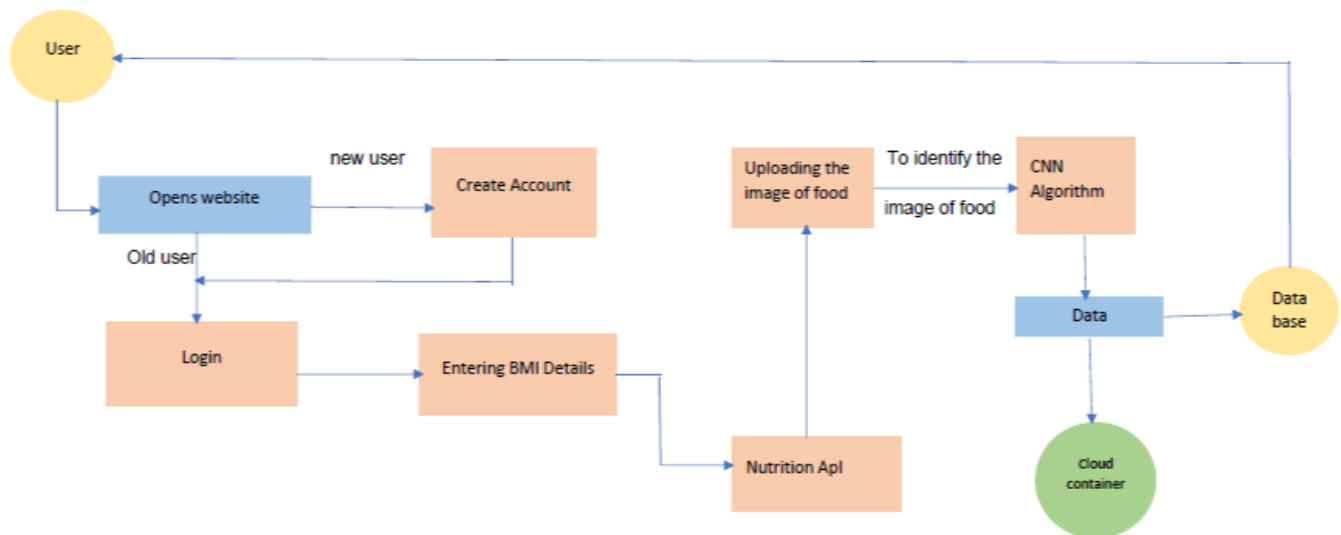 User
new user
Create Account
Opens website
Old user
Login
Entering BMI Details
Nutrition ApI
Uploading the
image of food
To identify the
image of food
CNN
Algorithm
Data
Data
base
Cloud
container